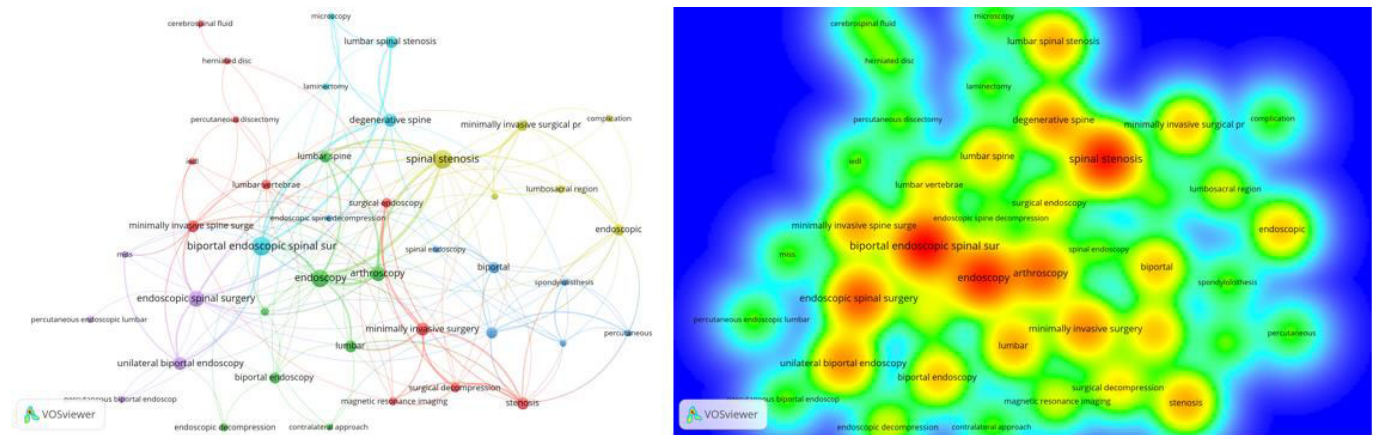 cerebrospinal fluid
microscopy
lumbar spinal stenosis
herniated disc
laminectomy
percutaneous discectomy
degenerative spine
minimally invasive surgical pr
complication
lumbar spine
spinal stenosis
lumbar vertebrae
lumbosacral region
surgical endoscopy
endoscopic spine decompression
minimally invasive spine surge
endoscopic
biportal endoscopic spinal sur
spinal endoscopy
miss
biportal
endoscopy
arthroscopy
spondylolisthesis
endoscopic spinal surgery
percutaneous endoscopic lumbar
minimally invasive surgery
percutaneous
lumbar
unilateral biportal endoscopy
biportal endoscopy
surgical decompression
percutaneous biportal endoscop
magnetic resonance imaging
stenosis
VOSviewer
endoscopic decompression
contralateral approach
cerebrospinal fluid
microscopy
lumbar spinal stenosis
herniated disc
laminectomy
percutaneous discectomy
degenerative spine
minimally invasive surgical pr
complication
lumbar spine
spinal stenosis
lumbar vertebrae
lumbosacral region
surgical endoscopy
endoscopic spine decompression
minimally invasive spine surge
endoscopic
biportal endoscopic spinal sur
spinal endoscopy
miss
biportal
endoscopy
arthroscopy
spondylolisthesis
endoscopic spinal surgery
percutaneous endoscopic lumbar
minimally invasive surgery
percutaneous
lumbar
unilateral biportal endoscopy
biportal endoscopy
surgical decompression
percutaneous biportal endoscop
magnetic resonance imaging
stenosis
VOSviewer
endoscopic decompression
contralateral approach